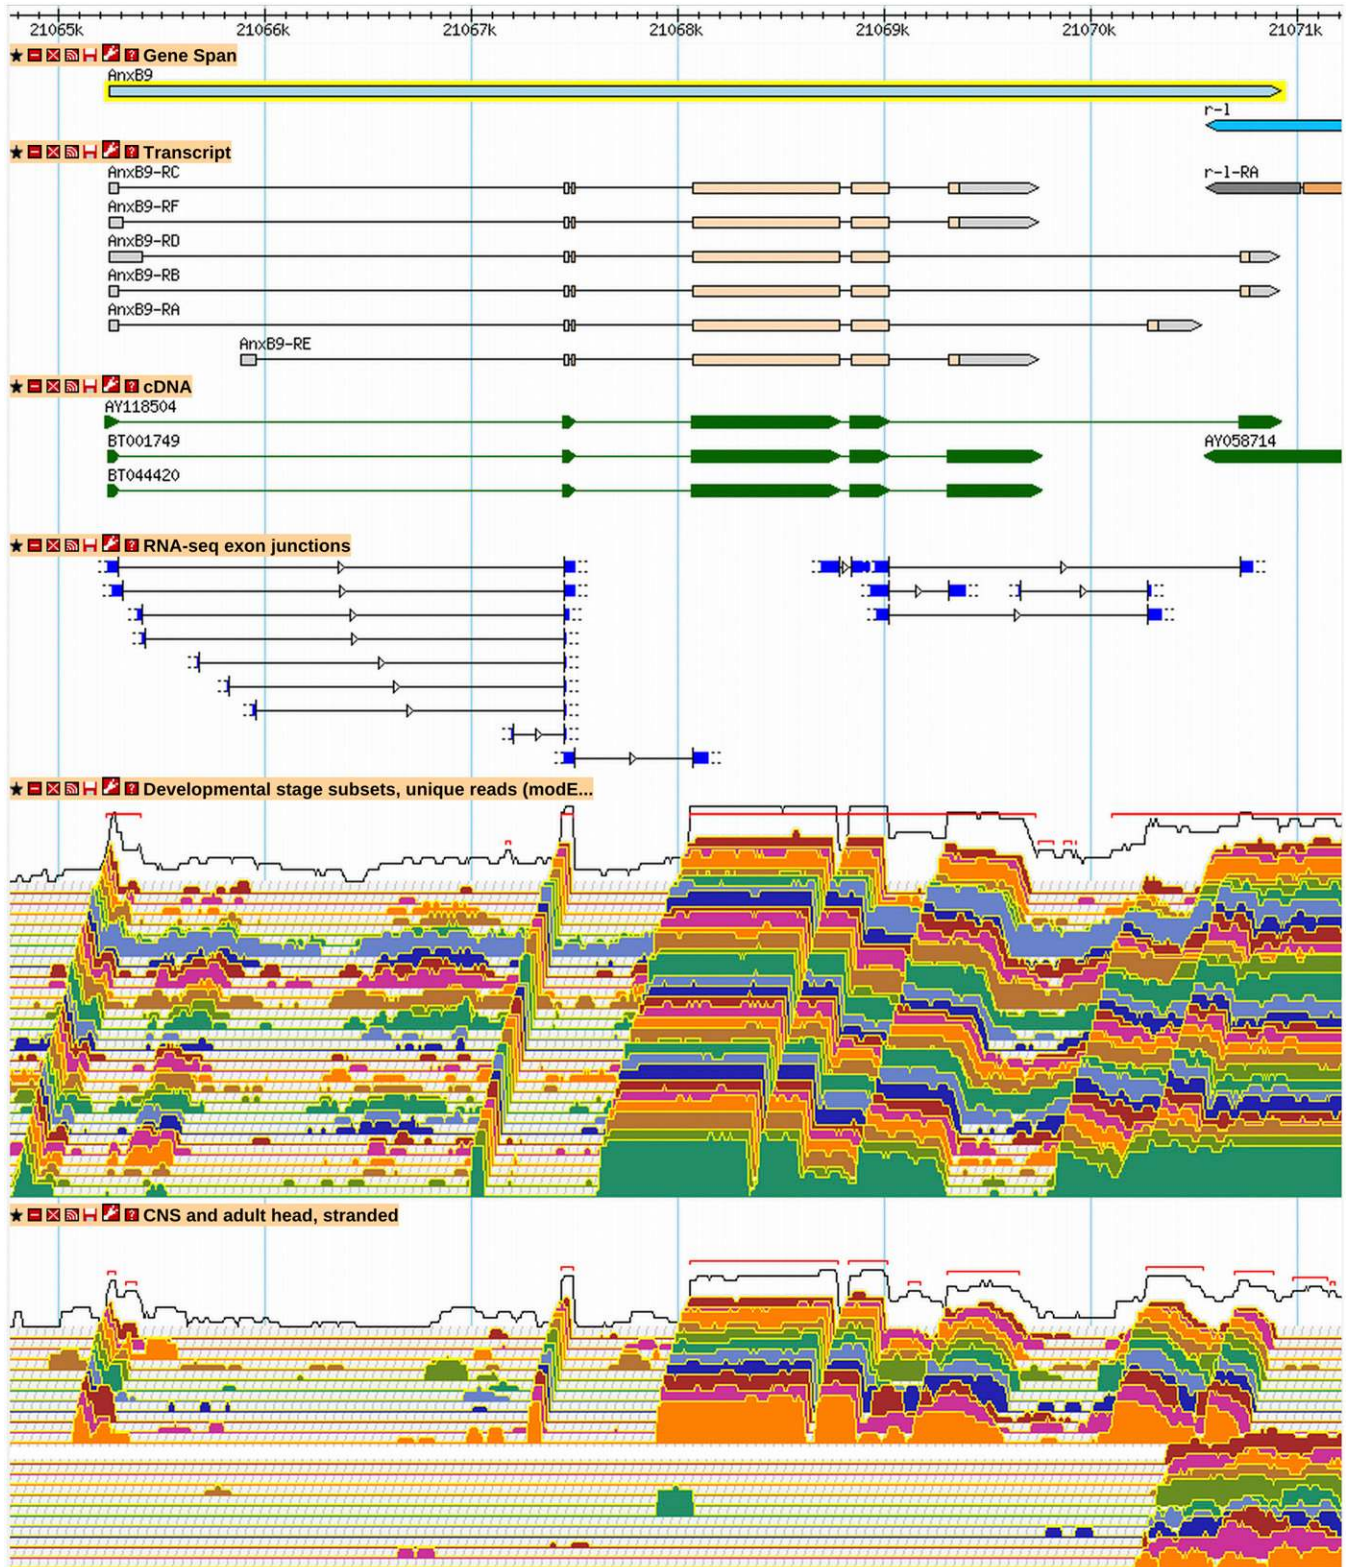 21065k 21066k 21067k 21068k 21069k 21070k 21071k
Gene Span
AnxB9
r-l
Transcript
AnxB9-RC r-l-RA
AnxB9-RF
AnxB9-RD
AnxB9-RB
AnxB9-RA
AnxB9-RE
cDNA
AY118504
BT001749 AY058714
BT044420
RNA-seq exon junctions
Developmental stage subsets, unique reads (modE...
CNS and adult head, stranded